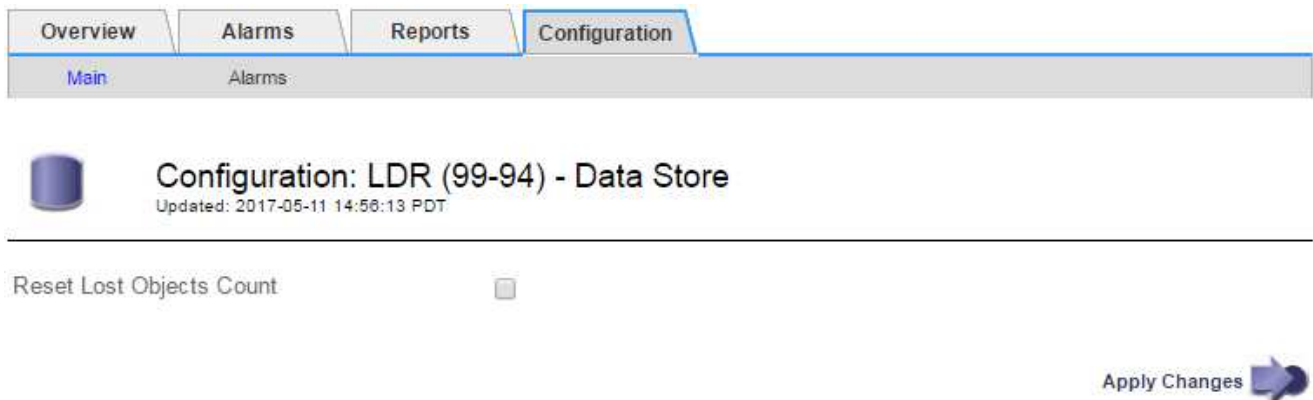 Overview Alarms Reports Configuration
Main Alarms
Configuration: LDR (99-94) - Data Store
Updated: 2017-05-11 14:56:13 PDT
Reset Lost Objects Count
Apply Changes